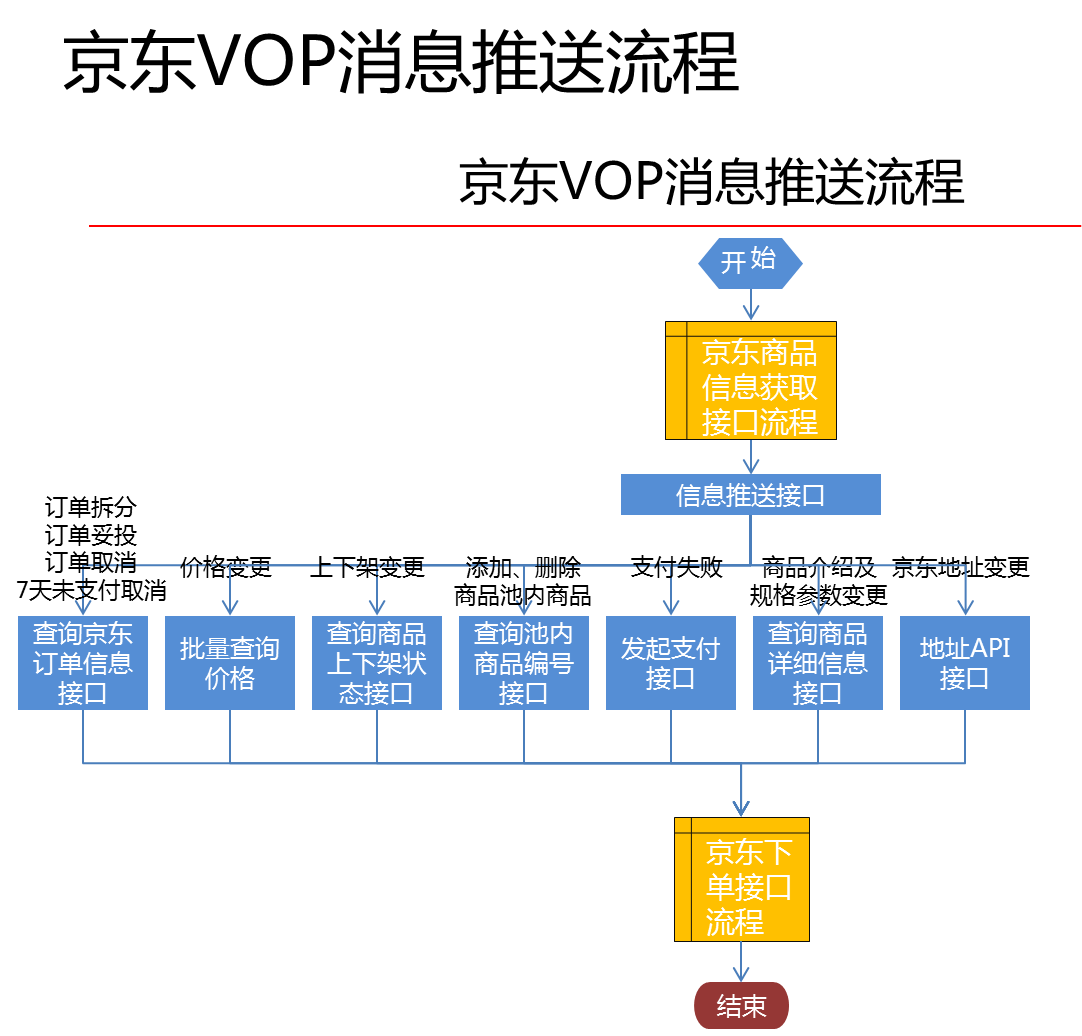 京东VOP消息推送流程
京东VOP消息推送流程
开始
京东商品
信息获取
接口流程
信息推送接口
订单拆分
订单妥投
订单取消
7天未支付取消
价格变更
上下架变更
添加、删除
商品池内商品
支付失败
商品介绍及
规格参数变更
京东地址变更
查询京东
订单信息
接口
批量查询
价格
查询商品
上下架状
态接口
查询池内
商品编号
接口
发起支付
接口
查询商品
详细信息
接口
地址API
接口
京东下
单接口
流程
结束